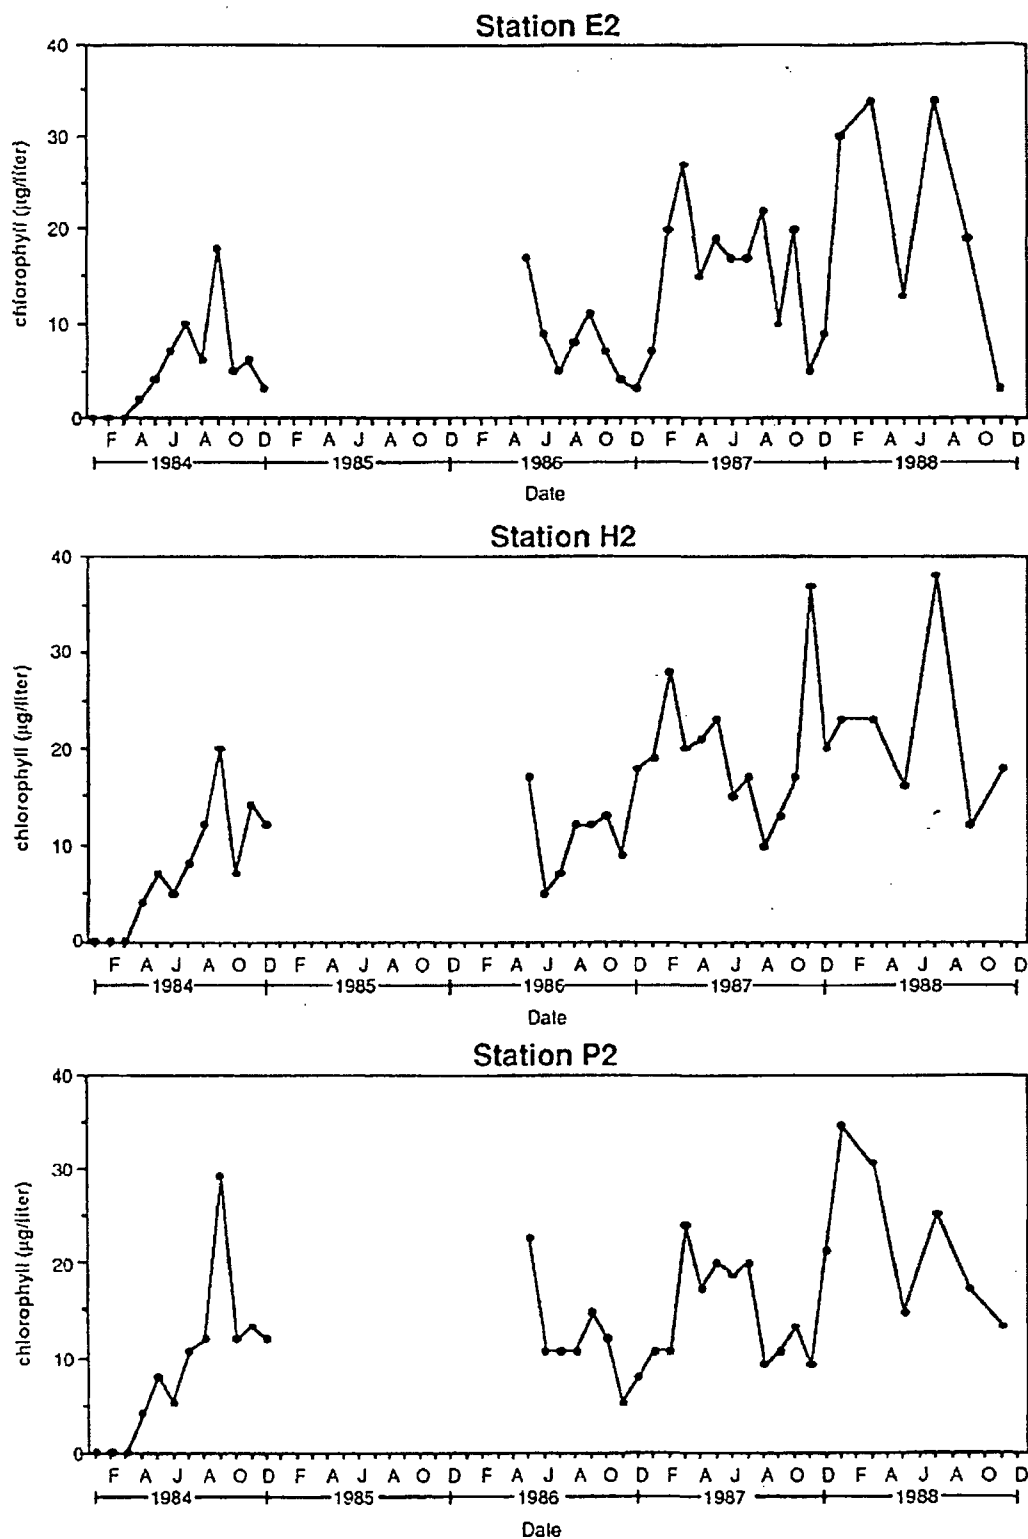 Station E2
40
30
20
10
0
chlorophyll (µg/liter)
F A J A O D F A J A O D F A J A O D F A J A O D F A J A O D
1984 1985 1986 1987 1988
Date
Station H2
40
30
20
10
0
chlorophyll (µg/liter)
F A J A O D F A J A O D F A J A O D F A J A O D F A J A O D
1984 1985 1986 1987 1988
Date
Station P2
40
30
20
10
0
chlorophyll (µg/liter)
F A J A O D F A J A O D F A J A O D F A J A O D F A J A O D
1984 1985 1986 1987 1988
Date